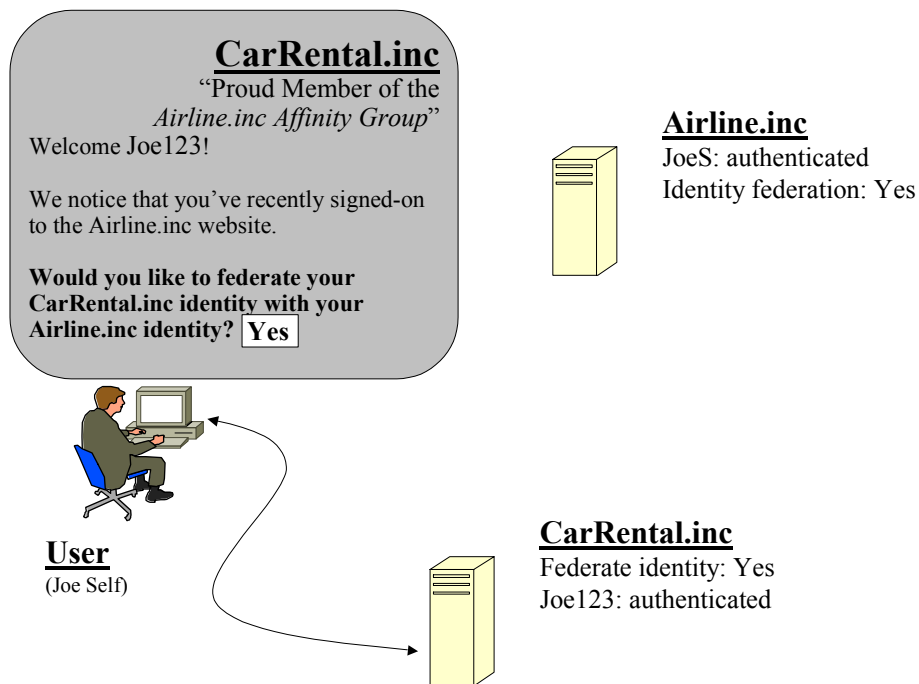 CarRental.inc
“Proud Member of the
Airline.inc Affinity Group”
Welcome Joe123!
We notice that you’ve recently signed-on
to the Airline.inc website.
Would you like to federate your
CarRental.inc identity with your
Airline.inc identity? Yes
Airline.inc
JoeS: authenticated
Identity federation: Yes
User
(Joe Self)
CarRental.inc
Federate identity: Yes
Joe123: authenticated